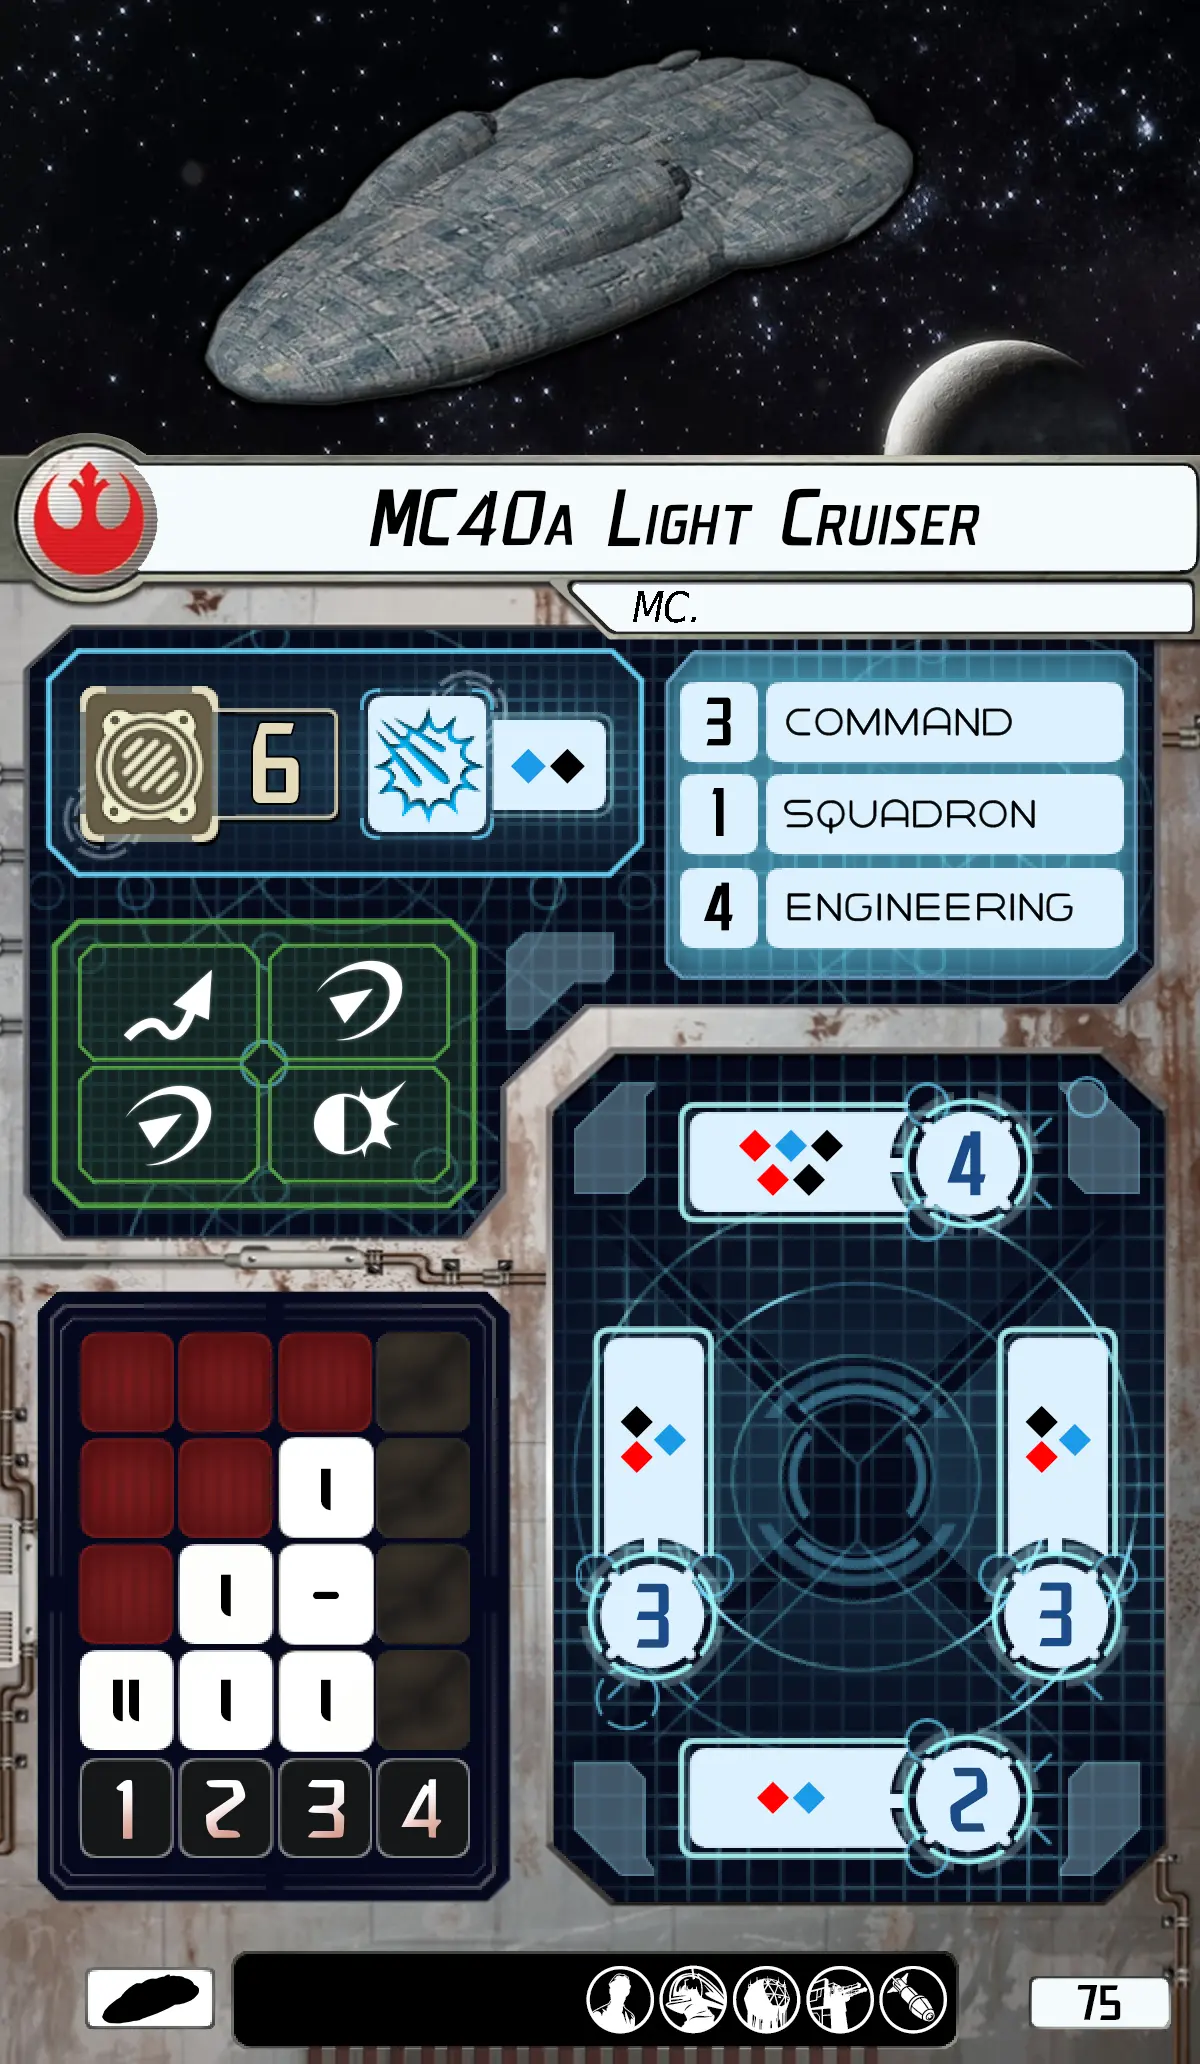 MC40A LIGHT CRUISER
MC.
6
3 COMMAND
1 SQUADRON
4 ENGINEERING
4
I
I -
3 3
II I I
2
1 2 3 4
75